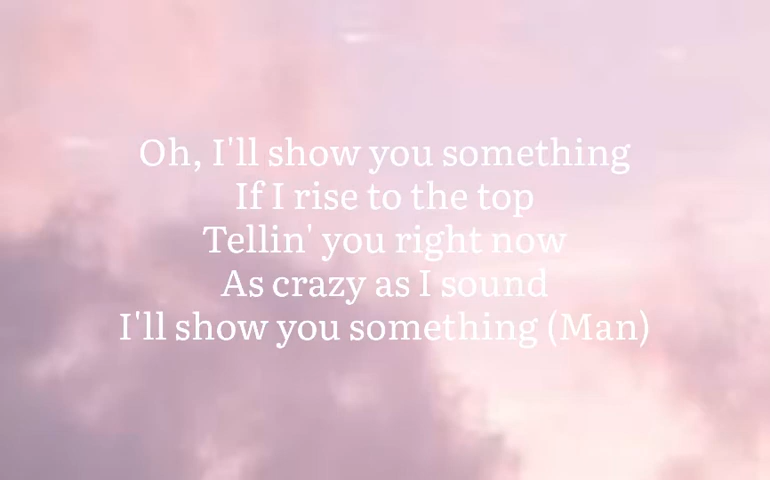 Oh, I'll show you something
If I rise to the top
Tellin' you right now
As crazy as I sound
I'll show you something (Man)